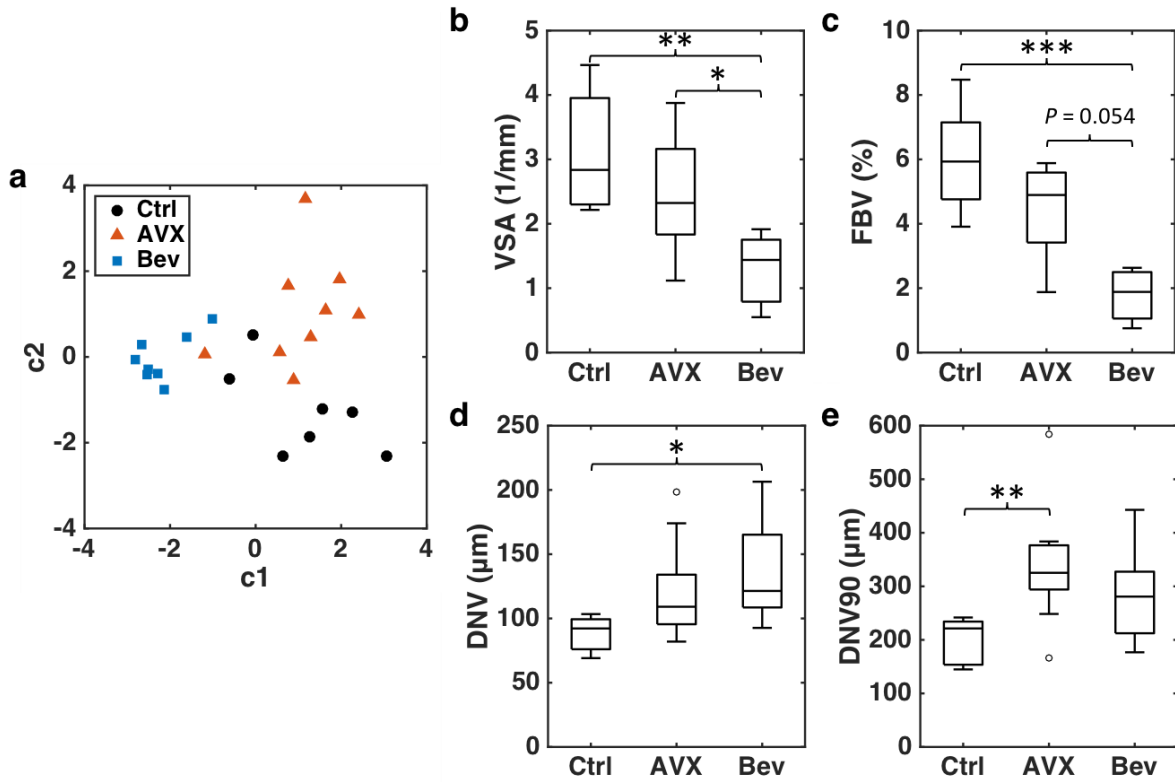 a
4
2
0
-2
-4
-4
-2
0
2
4
c2
c1
Ctrl
AVX
Bev
b
5
4
3
2
1
0
VSA (1/mm)
**
*
Ctrl
AVX
Bev
c
10
8
6
4
2
0
FBV (%)
***
P = 0.054
Ctrl
AVX
Bev
d
250
200
150
100
50
0
DNV (µm)
*
Ctrl
AVX
Bev
e
600
500
400
300
200
100
0
DNV90 (µm)
**
Ctrl
AVX
Bev